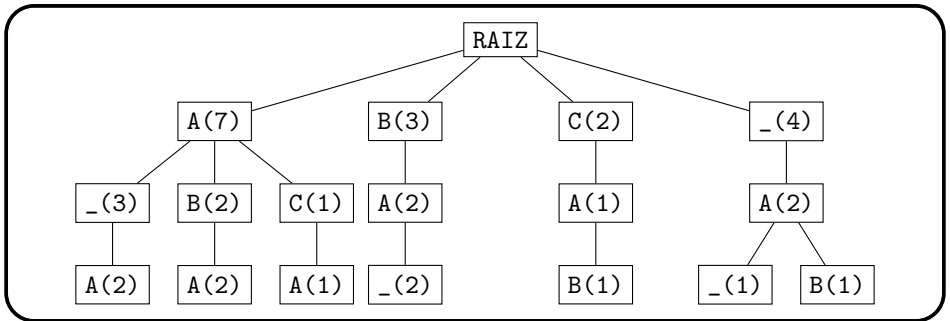 RAIZ
A(7) B(3) C(2) _(4)
_(3) B(2) C(1) A(2) A(1) A(2)
A(2) A(2) A(1) _(2) B(1) _(1) B(1)